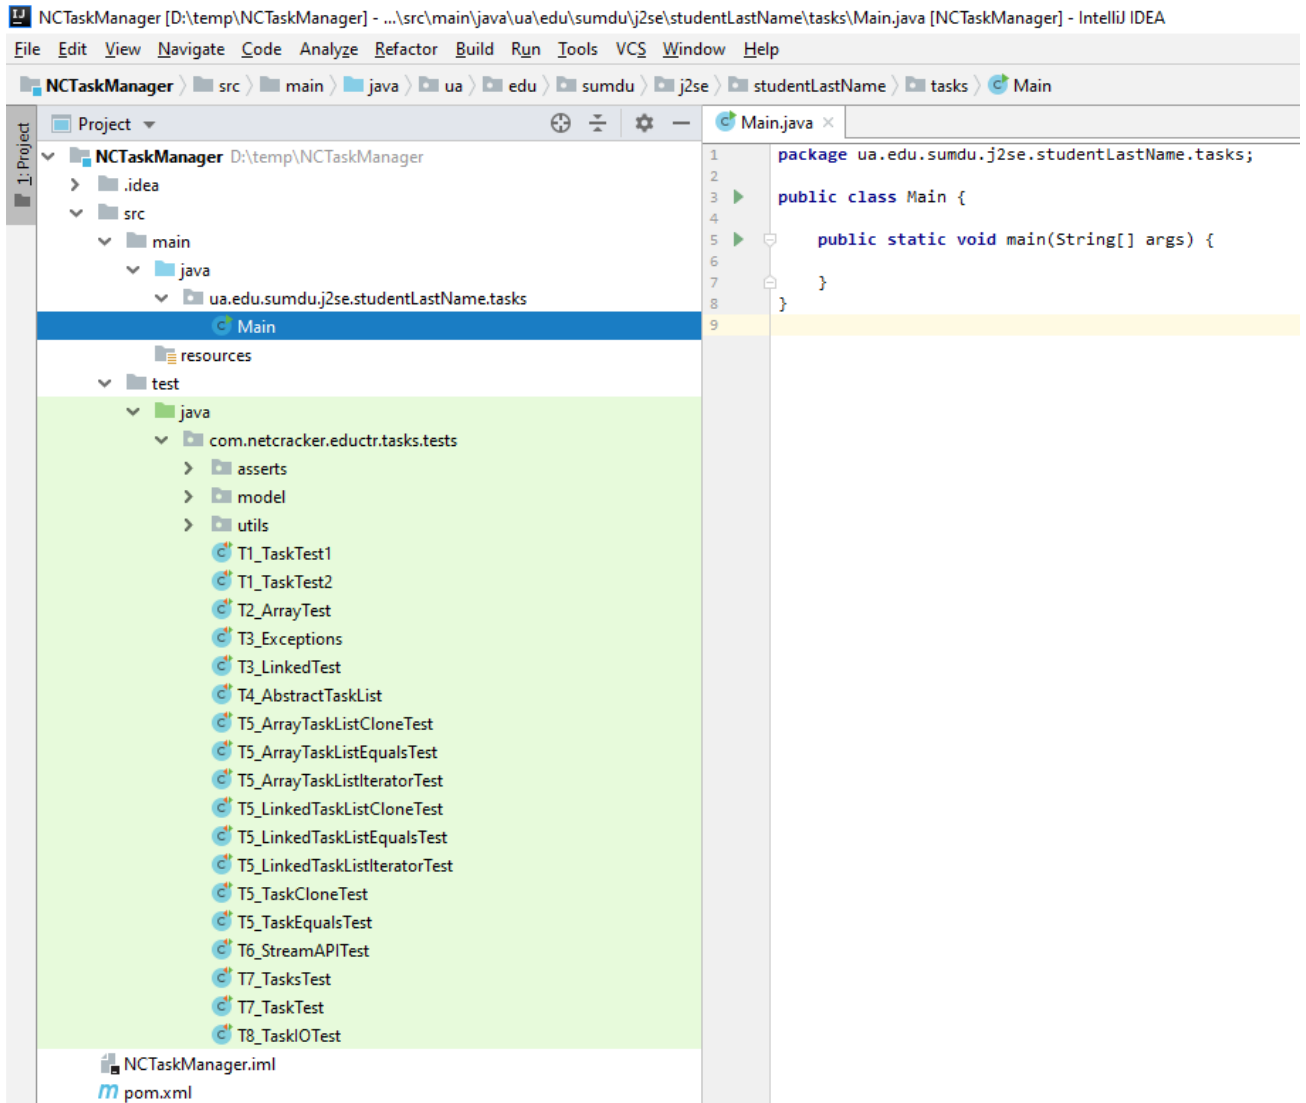 IJ NCTaskManager [D:\temp\NCTaskManager] - ...\src\main\java\ua\edu\sumdu\j2se\studentLastName\tasks\Main.java [NCTaskManager] - IntelliJ IDEA
File Edit View Navigate Code Analyze Refactor Build Run Tools VCS Window Help
NCTaskManager src main java ua edu sumdu j2se studentLastName tasks C Main
1: Project
Project
NCTaskManager D:\temp\NCTaskManager
.idea
src
main
java
ua.edu.sumdu.j2se.studentLastName.tasks
C Main
resources
test
java
com.netcracker.eductr.tasks.tests
asserts
model
utils
C T1_TaskTest1
C T1_TaskTest2
C T2_ArrayTest
C T3_Exceptions
C T3_LinkedTest
C T4_AbstractTaskList
C T5_ArrayTaskListCloneTest
C T5_ArrayTaskListEqualsTest
C T5_ArrayTaskListIteratorTest
C T5_LinkedTaskListCloneTest
C T5_LinkedTaskListEqualsTest
C T5_LinkedTaskListIteratorTest
C T5_TaskCloneTest
C T5_TaskEqualsTest
C T6_StreamAPITest
C T7_TasksTest
C T7_TaskTest
C T8_TaskIOTest
NCTaskManager.iml
m pom.xml
C Main.java
1 package ua.edu.sumdu.j2se.studentLastName.tasks;
2
3 public class Main {
4
5 public static void main(String[] args) {
6
7 }
8 }
9